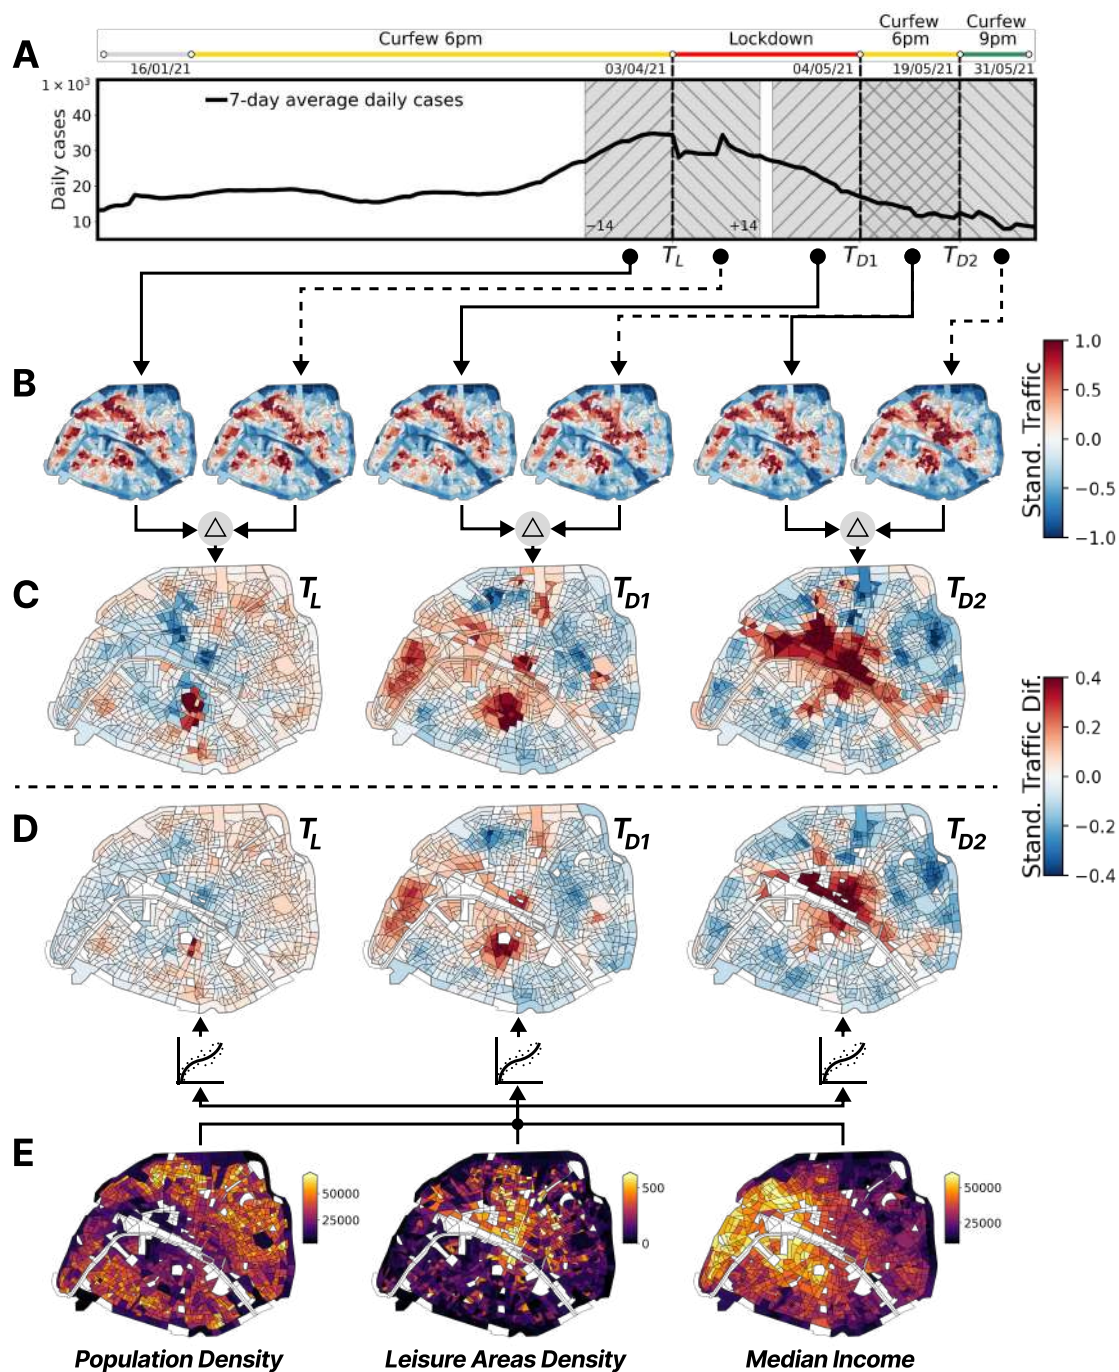 A
Curfew 6pm
Lockdown
Curfew
6pm
Curfew
9pm
16/01/21
03/04/21
04/05/21
19/05/21
31/05/21
1 × 10³
40
30
20
10
Daily cases
7-day average daily cases
−14
+14
T_L
T_D1
T_D2
B
1.0
0.5
0.0
−0.5
−1.0
Stand. Traffic
△
△
△
C
T_L
T_D1
T_D2
0.4
0.2
0.0
−0.2
−0.4
Stand. Traffic Dif.
D
T_L
T_D1
T_D2
E
50000
25000
500
0
50000
25000
Population Density
Leisure Areas Density
Median Income